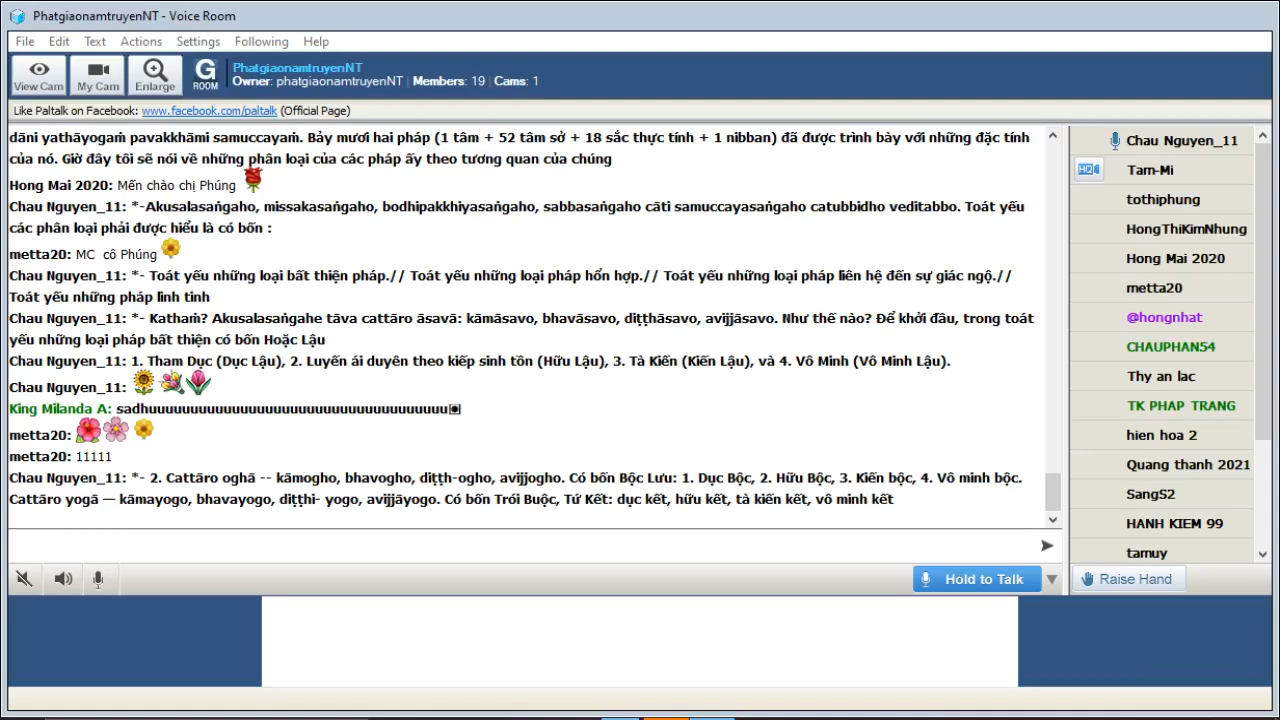 PhatgiaonamtruyenNT - Voice Room
File Edit Text Actions Settings Following Help
View Cam
My Cam
Enlarge
G
ROOM
PhatgiaonamtruyenNT
Owner: phatgiaonamtruyenNT | Members: 19 | Cams: 1
Like Paltalk on Facebook: www.facebook.com/paltalk (Official Page)
dāni yathāyogaṁ pavakkhāmi samuccayaṁ. Bảy mươi hai pháp (1 tâm + 52 tâm sở + 18 sắc thực tính + 1 nibban) đã được trình bày với những đặc tính
của nó. Giờ đây tôi sẽ nói về những phân loại của các pháp ấy theo tương quan của chúng
Hong Mai 2020: Mến chào chị Phúng
Chau Nguyen_11: *-Akusalasaṅgaho, missakasaṅgaho, bodhipakkhiyasaṅgaho, sabbasaṅgaho cāti samuccayasaṅgaho catubbidho veditabbo. Toát yếu
các phân loại phải được hiểu là có bốn :
metta20: MC cô Phúng
Chau Nguyen_11: *- Toát yếu những loại bất thiện pháp.// Toát yếu những loại pháp hổn hợp.// Toát yếu những loại pháp liên hệ đến sự giác ngộ.//
Toát yếu những pháp linh tinh
Chau Nguyen_11: *- Kathaṁ? Akusalasaṅgahe tāva cattāro āsavā: kāmāsavo, bhavāsavo, diṭṭhāsavo, avijjāsavo. Như thế nào? Để khởi đầu, trong toát
yếu những loại pháp bất thiện có bốn Hoặc Lậu
Chau Nguyen_11: 1. Tham Dục (Dục Lậu), 2. Luyến ái duyên theo kiếp sinh tồn (Hữu Lậu), 3. Tà Kiến (Kiến Lậu), và 4. Vô Minh (Vô Minh Lậu).
Chau Nguyen_11:
King Milanda A: sadhuuuuuuuuuuuuuuuuuuuuuuuuuuuuuuuuuuuu
metta20:
metta20: 11111
Chau Nguyen_11: *- 2. Cattāro oghā -- kāmogho, bhavogho, diṭṭh-ogho, avijjogho. Có bốn Bộc Lưu: 1. Dục Bộc, 2. Hữu Bộc, 3. Kiến bộc, 4. Vô minh bộc.
Cattāro yogā — kāmayogo, bhavayogo, diṭṭhi- yogo, avijjāyogo. Có bốn Trói Buộc, Tứ Kết: dục kết, hữu kết, tà kiến kết, vô minh kết
Hold to Talk
Chau Nguyen_11
HQ
Tam-Mi
tothiphung
HongThiKimNhung
Hong Mai 2020
metta20
@hongnhat
CHAUPHAN54
Thy an lac
TK PHAP TRANG
hien hoa 2
Quang thanh 2021
SangS2
HANH KIEM 99
tamuy
Raise Hand